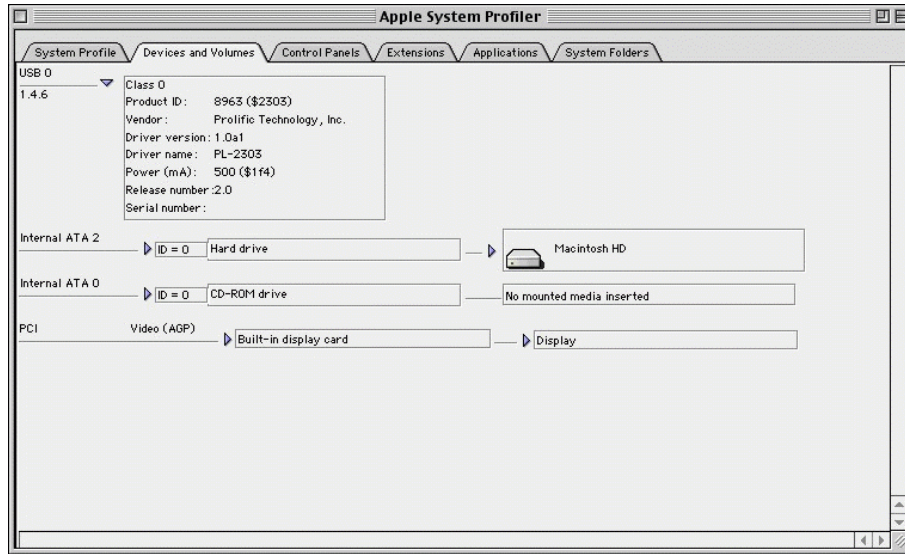 Apple System Profiler
System Profile Devices and Volumes Control Panels Extensions Applications System Folders
USB 0
1.4.6
Class 0
Product ID: 8963 ($2303)
Vendor: Prolific Technology, Inc.
Driver version: 1.0a1
Driver name: PL-2303
Power (mA): 500 ($1f4)
Release number:2.0
Serial number:
Internal ATA 2
ID = 0 Hard drive Macintosh HD
Internal ATA 0
ID = 0 CD-ROM drive No mounted media inserted
PCI Video (AGP)
Built-in display card Display